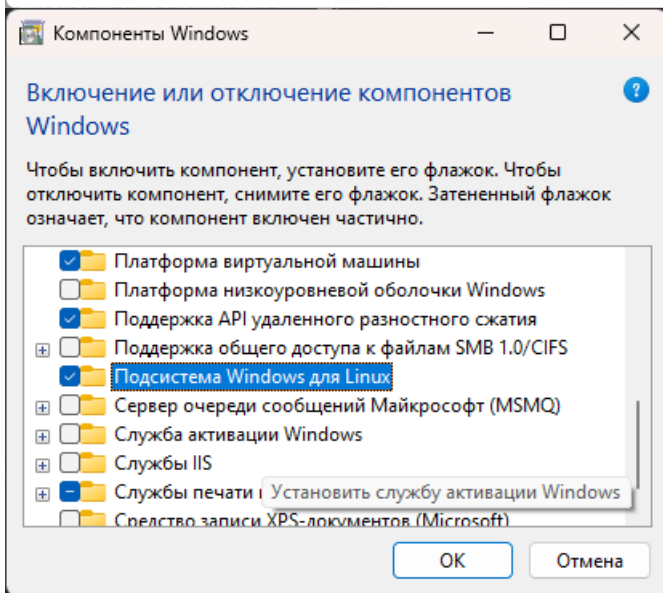 Компоненты Windows
Включение или отключение компонентов
Windows
Чтобы включить компонент, установите его флажок. Чтобы
отключить компонент, снимите его флажок. Затененный флажок
означает, что компонент включен частично.
Платформа виртуальной машины
Платформа низкоуровневой оболочки Windows
Поддержка API удаленного разностного сжатия
Поддержка общего доступа к файлам SMB 1.0/CIFS
Подсистема Windows для Linux
Сервер очереди сообщений Майкрософт (MSMQ)
Служба активации Windows
Службы IIS
Службы печати
Установить службу активации Windows
Средство записи XPS-документов (Microsoft)
ОК
Отмена